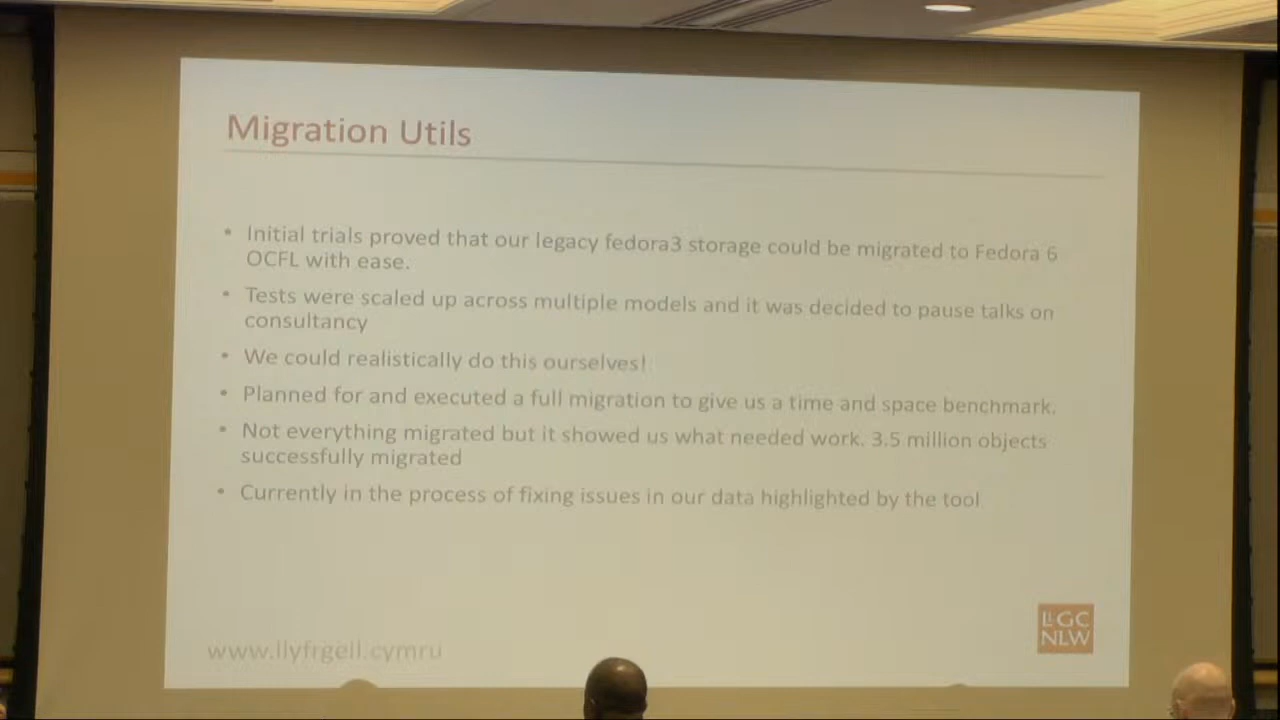 Migration Utils
• Initial trials proved that our legacy fedora3 storage could be migrated to Fedora 6
OCFL with ease.
• Tests were scaled up across multiple models and it was decided to pause talks on
consultancy
• We could realistically do this ourselves!
• Planned for and executed a full migration to give us a time and space benchmark.
• Not everything migrated but it showed us what needed work. 3.5 million objects
successfully migrated
• Currently in the process of fixing issues in our data highlighted by the tool
LlGC
NLW
www.llyfrgell.cymru